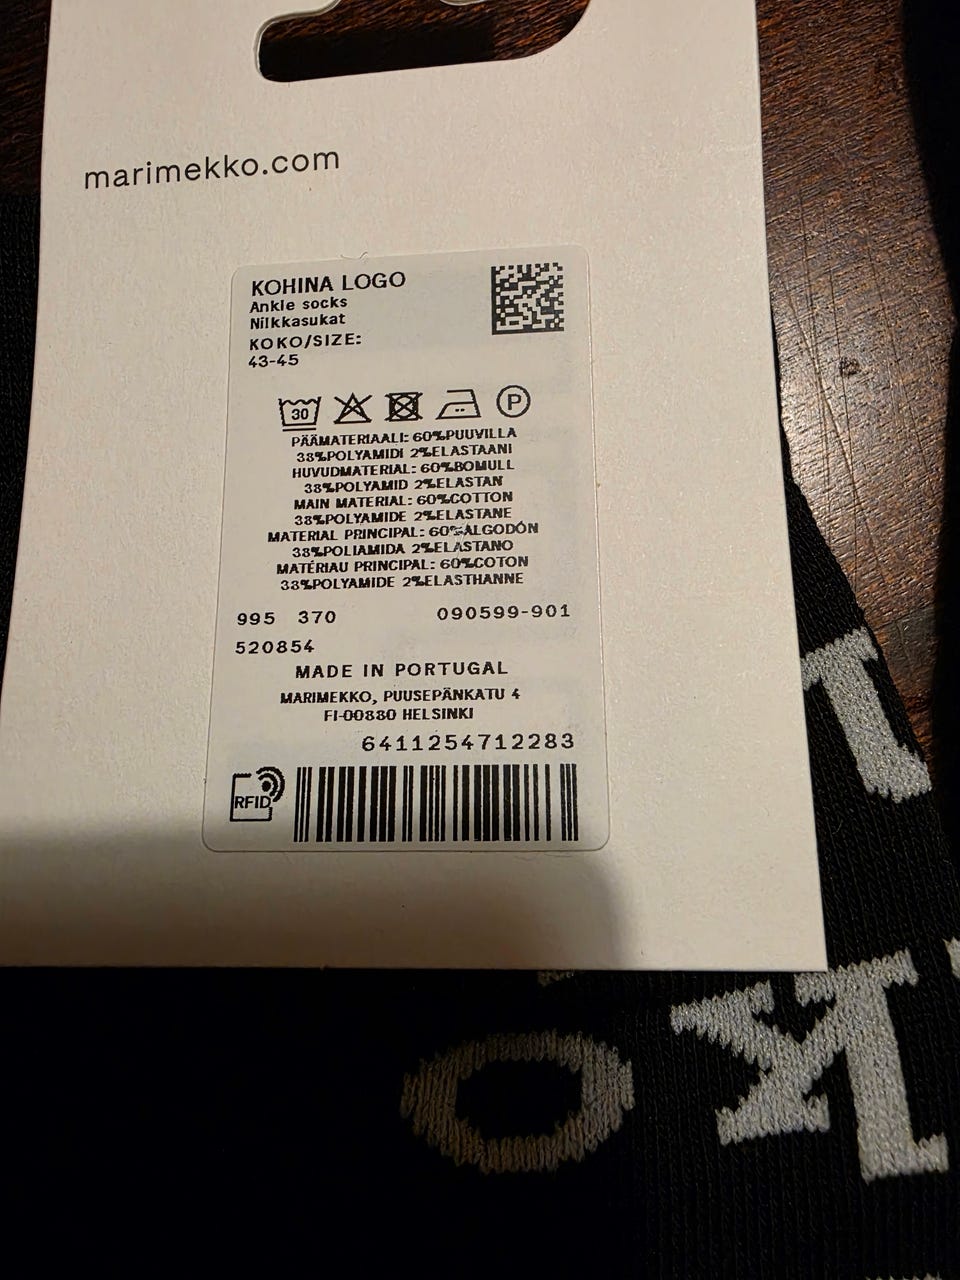 marimekko.com
KOHINA LOGO
Ankle socks
Nilkkasukat
KOKO/SIZE:
43-45
30
P
PÄÄMATERIAALI: 60%PUUVILLA
38%POLYAMIDI 2%ELASTAANI
HUVUDMATERIAL: 60%BOMULL
38%POLYAMID 2%ELASTAN
MAIN MATERIAL: 60%COTTON
38%POLYAMIDE 2%ELASTANE
MATERIAL PRINCIPAL: 60%ALGODÓN
38%POLIAMIDA 2%ELASTANO
MATÉRIAU PRINCIPAL: 60%COTON
38%POLYAMIDE 2%ELASTHANNE
995 370 090599-901
520854
MADE IN PORTUGAL
MARIMEKKO, PUUSEPÄNKATU 4
FI-00880 HELSINKI
6411254712283
RFID